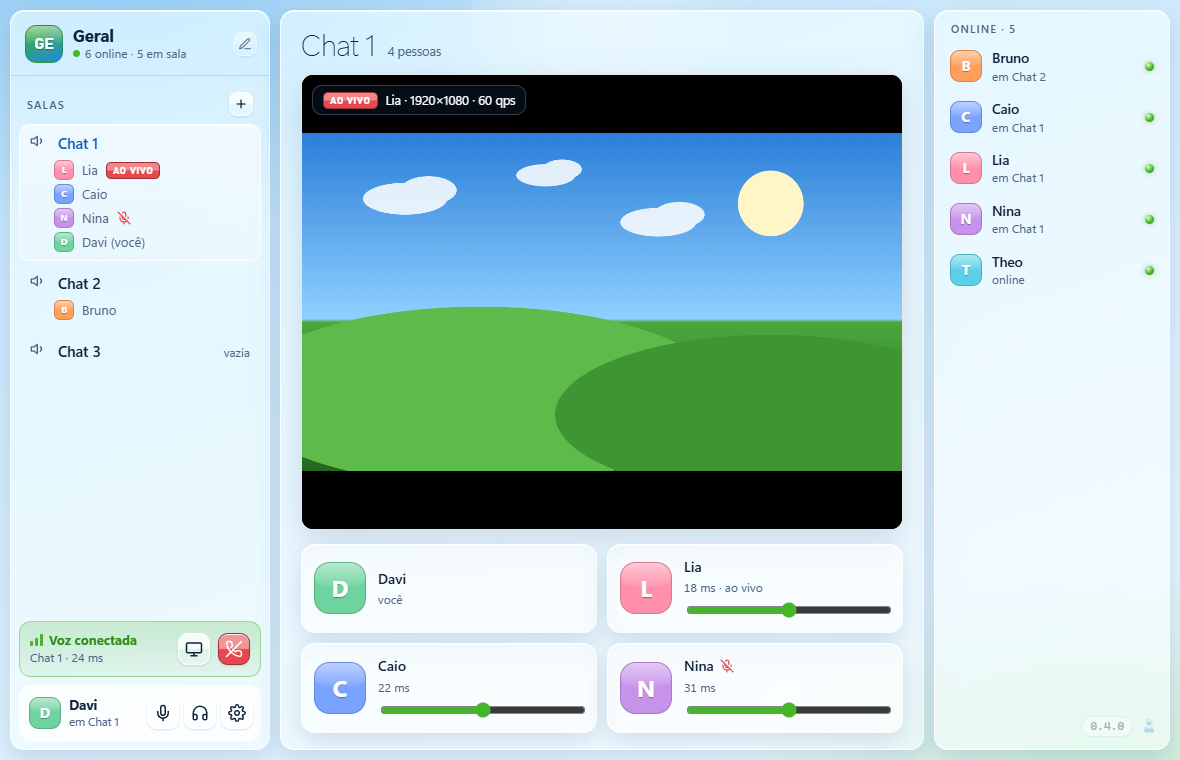 GE
Geral
6 online · 5 em sala
SALAS
+
Chat 1
L Lia AO VIVO
C Caio
N Nina
D Davi (você)
Chat 2
B Bruno
Chat 3 vazia
Voz conectada
Chat 1 · 24 ms
D
Davi
em Chat 1
Chat 1 4 pessoas
AO VIVO Lia · 1920×1080 · 60 qps
D
Davi
você
L
Lia
18 ms · ao vivo
C
Caio
22 ms
N
Nina
31 ms
ONLINE · 5
B
Bruno
em Chat 2
C
Caio
em Chat 1
L
Lia
em Chat 1
N
Nina
em Chat 1
T
Theo
online
0.4.0